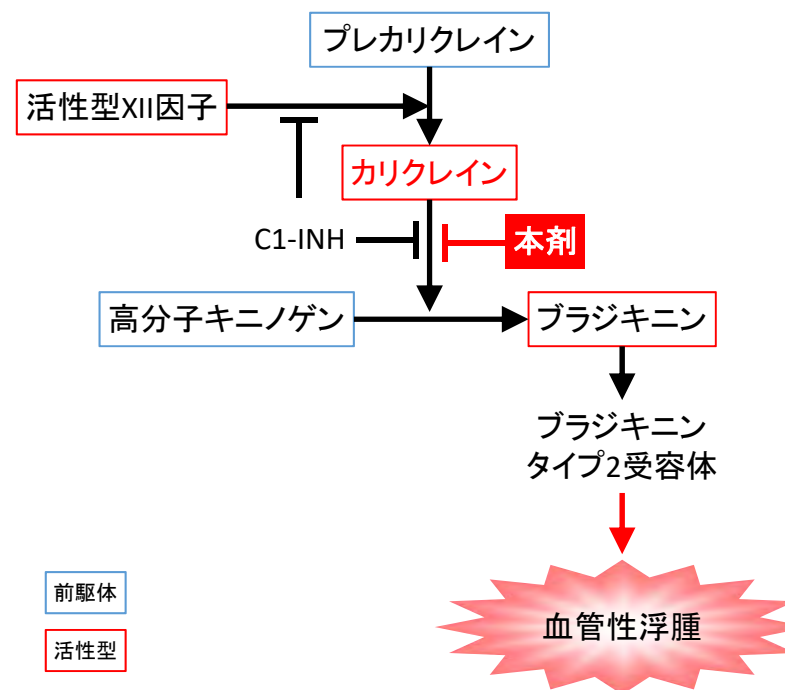 プレカリクレイン
活性型XII因子
カリクレイン
C1-INH
本剤
高分子キニノゲン
ブラジキニン
ブラジキニン
タイプ2受容体
前駆体
血管性浮腫
活性型